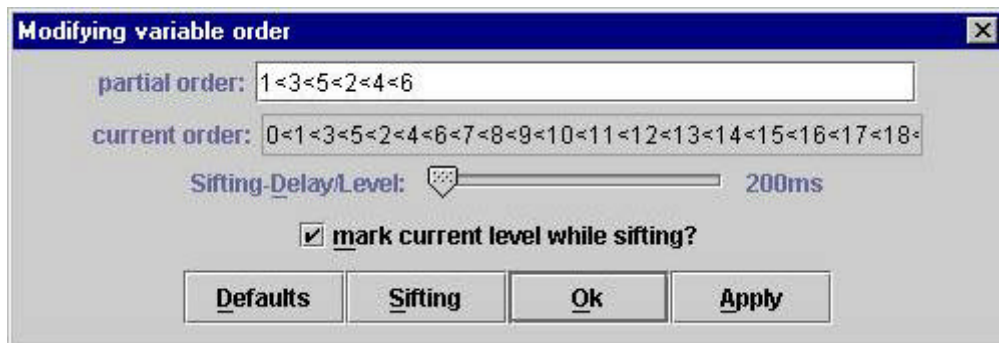 Modifying variable order
partial order: 1<3<5<2<4<6
current order: 0<1<3<5<2<4<6<7<8<9<10<11<12<13<14<15<16<17<18<
Sifting-Delay/Level: 200ms
mark current level while sifting?
Defaults Sifting Ok Apply